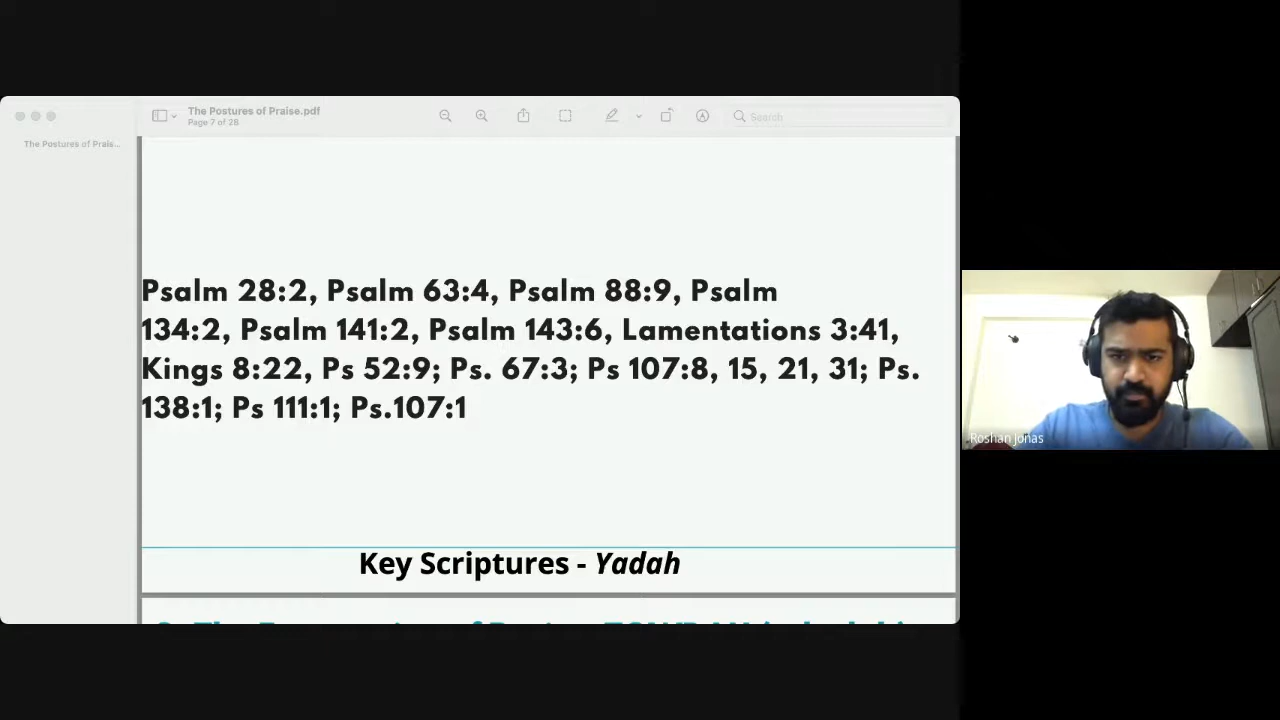 The Postures of Praise.pdf
Page 7 of 28
Search
The Postures of Prais...
Psalm 28:2, Psalm 63:4, Psalm 88:9, Psalm
134:2, Psalm 141:2, Psalm 143:6, Lamentations 3:41,
Kings 8:22, Ps 52:9; Ps. 67:3; Ps 107:8, 15, 21, 31; Ps.
138:1; Ps 111:1; Ps.107:1
Key Scriptures - Yadah
Roshan Jonas